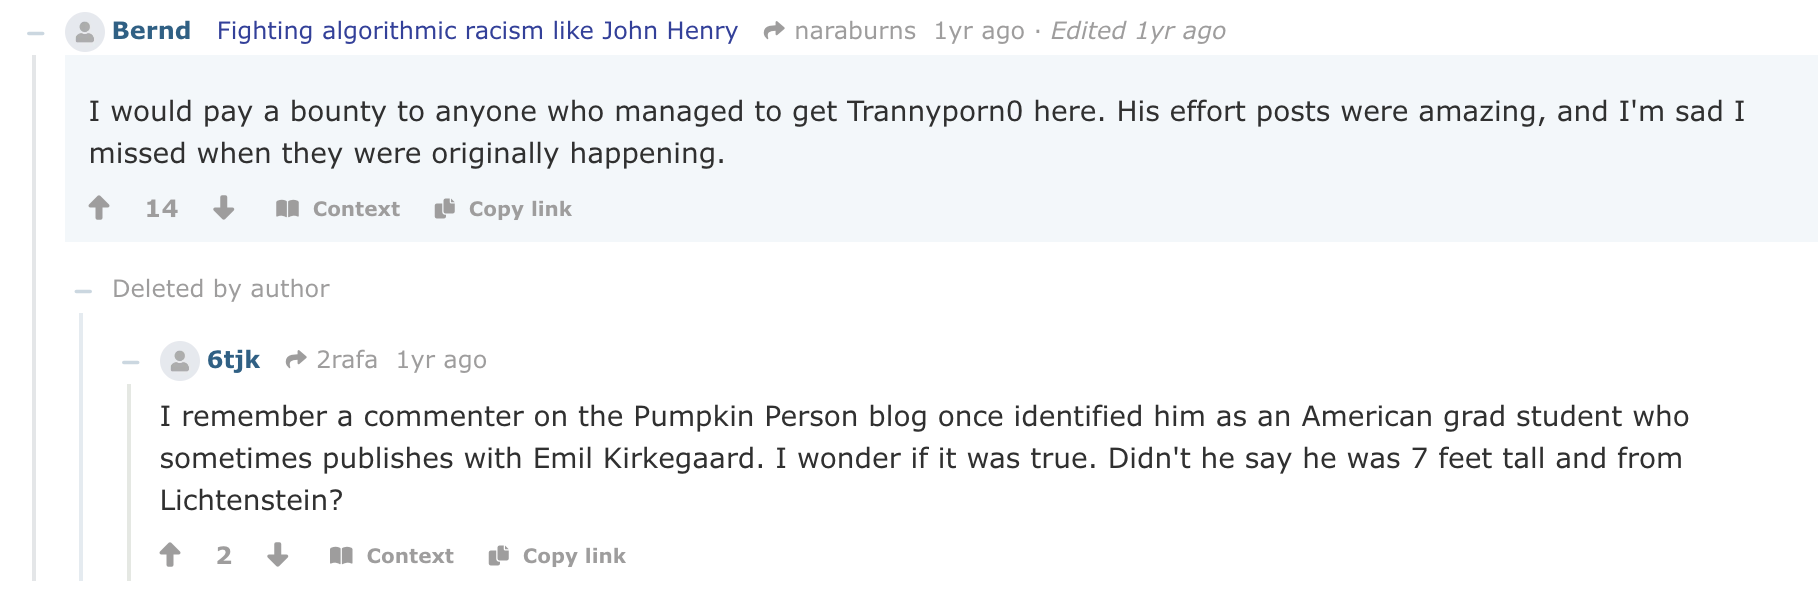 Bernd Fighting algorithmic racism like John Henry naraburns 1yr ago · Edited 1yr ago
I would pay a bounty to anyone who managed to get Trannyporn0 here. His effort posts were amazing, and I'm sad I
missed when they were originally happening.
14 Context Copy link
Deleted by author
6tjk 2rafa 1yr ago
I remember a commenter on the Pumpkin Person blog once identified him as an American grad student who
sometimes publishes with Emil Kirkegaard. I wonder if it was true. Didn't he say he was 7 feet tall and from
Lichtenstein?
2 Context Copy link